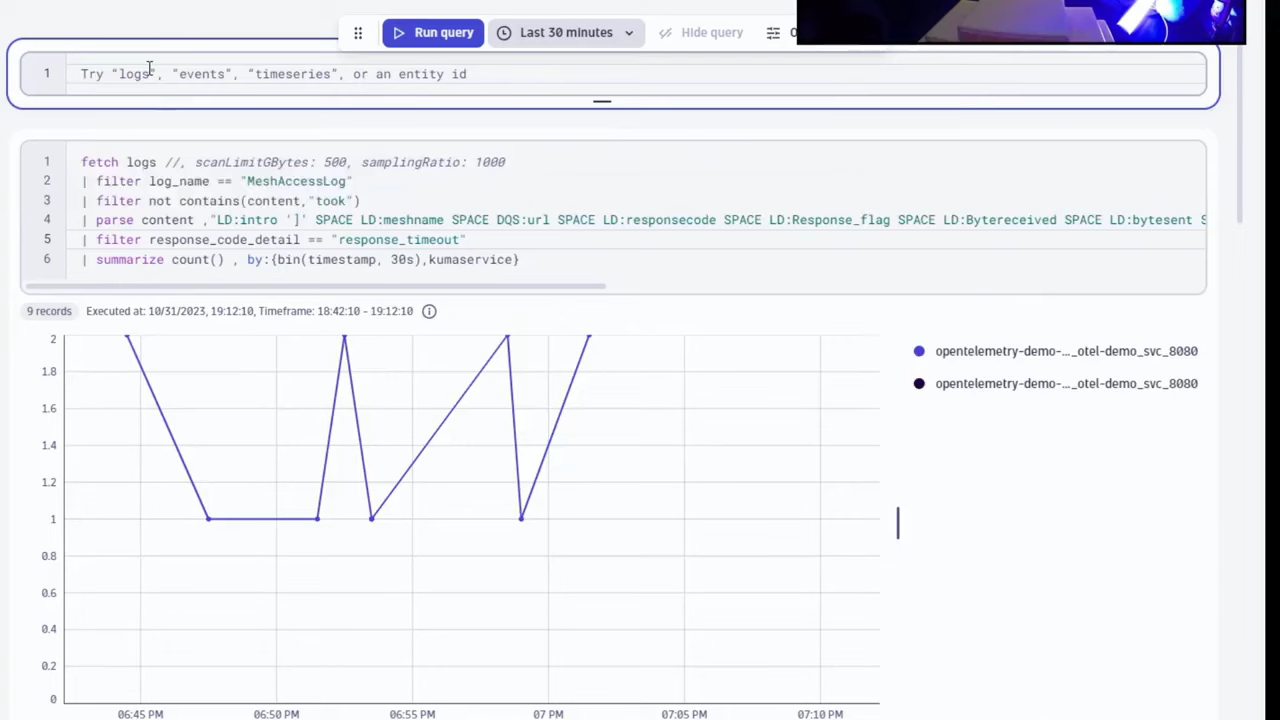 Run query
Last 30 minutes
Hide query
1 Try "logs", "events", "timeseries", or an entity id
1 fetch logs //, scanLimitGBytes: 500, samplingRatio: 1000
2 | filter log_name == "MeshAccessLog"
3 | filter not contains(content,"took")
4 | parse content ,"LD:intro ']' SPACE LD:meshname SPACE DQS:url SPACE LD:responsecode SPACE LD:Response_flag SPACE LD:Bytereceived SPACE LD:bytesent S
5 | filter response_code_detail == "response_timeout"
6 | summarize count() , by:{bin(timestamp, 30s),kumaservice}
9 records Executed at: 10/31/2023, 19:12:10, Timeframe: 18:42:10 - 19:12:10
2
1.8
1.6
1.4
1.2
1
0.8
0.6
0.4
0.2
0
06:45 PM 06:50 PM 06:55 PM 07 PM 07:05 PM 07:10 PM
opentelemetry-demo-..._otel-demo_svc_8080
opentelemetry-demo-..._otel-demo_svc_8080